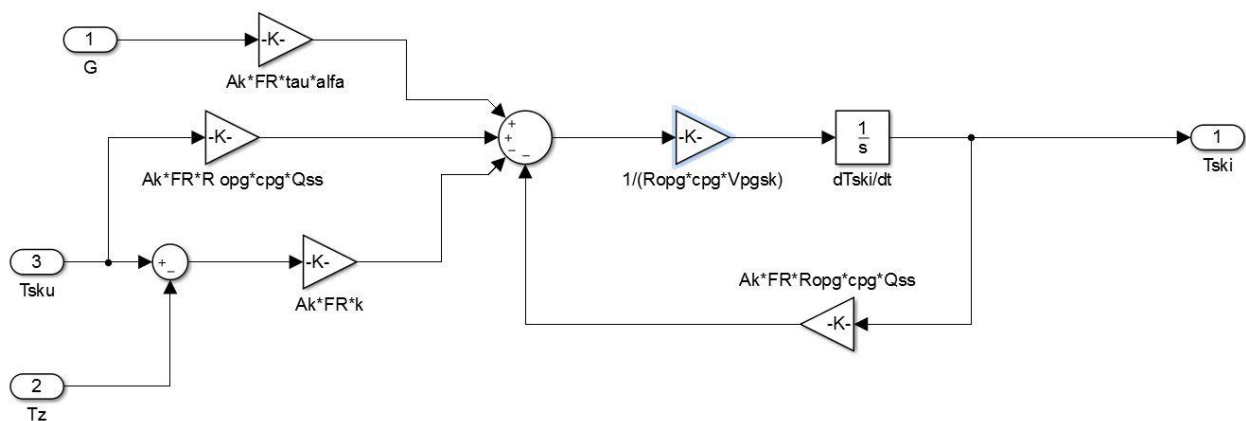 1
G
-K-
Ak*FR*tau*alfa
-K-
Ak*FR*R opg*cpg*Qss
3
Tsku
+
−
-K-
Ak*FR*k
2
Tz
+
+
−
−
-K-
1/(Ropg*cpg*Vpgsk)
1
s
dTski/dt
1
Tski
Ak*FR*Ropg*cpg*Qss
-K-